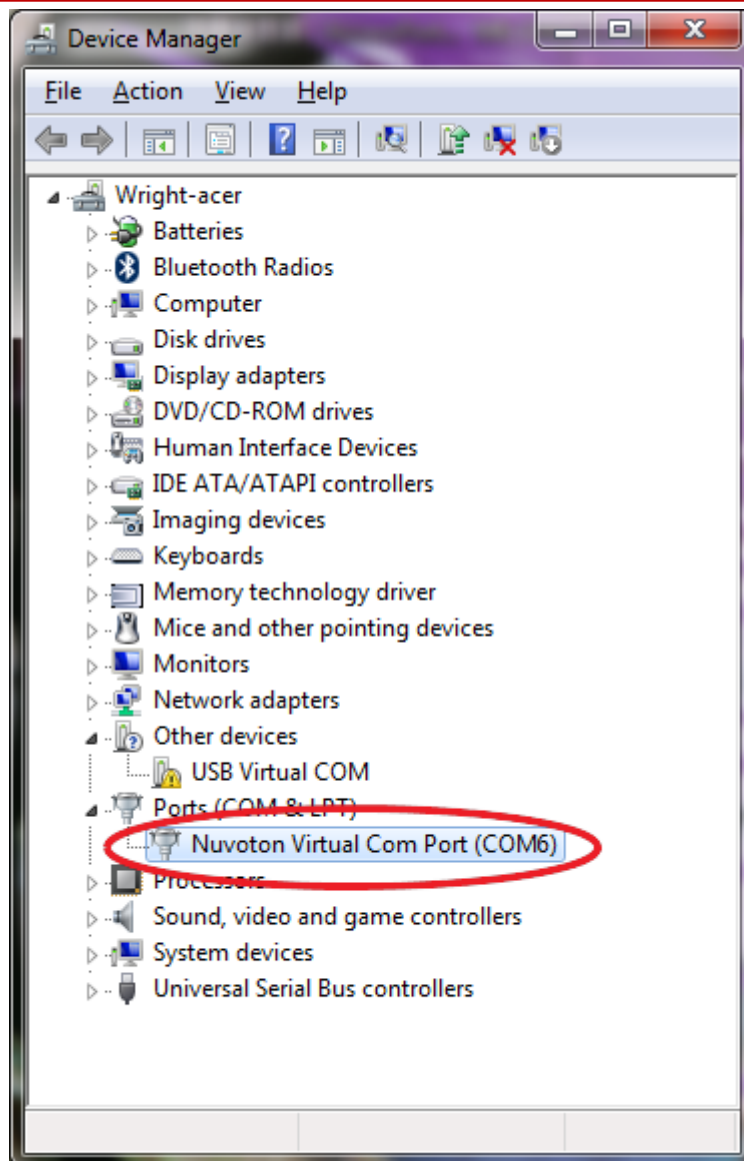 Device Manager
File Action View Help
Wright-acer
Batteries
Bluetooth Radios
Computer
Disk drives
Display adapters
DVD/CD-ROM drives
Human Interface Devices
IDE ATA/ATAPI controllers
Imaging devices
Keyboards
Memory technology driver
Mice and other pointing devices
Monitors
Network adapters
Other devices
USB Virtual COM
Ports (COM & LPT)
Nuvoton Virtual Com Port (COM6)
Processors
Sound, video and game controllers
System devices
Universal Serial Bus controllers